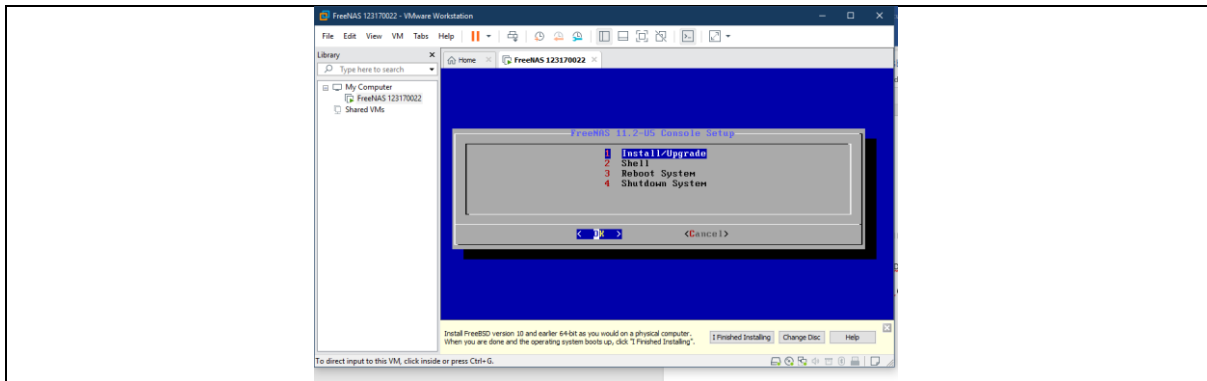 FreeNAS 123170022 - VMware Workstation
File Edit View VM Tabs Help
Library
Home
FreeNAS 123170022
Type here to search
My Computer
FreeNAS 123170022
Shared VMs
FreeNAS 11.2-U5 Console Setup
1 Install/Upgrade
2 Shell
3 Reboot System
4 Shutdown System
< OK > <Cancel>
Install FreeBSD version 10 and earlier 64-bit as you would on a physical computer.
When you are done and the operating system boots up, click "I Finished Installing".
I Finished Installing Change Disc Help
To direct input to this VM, click inside or press Ctrl+G.